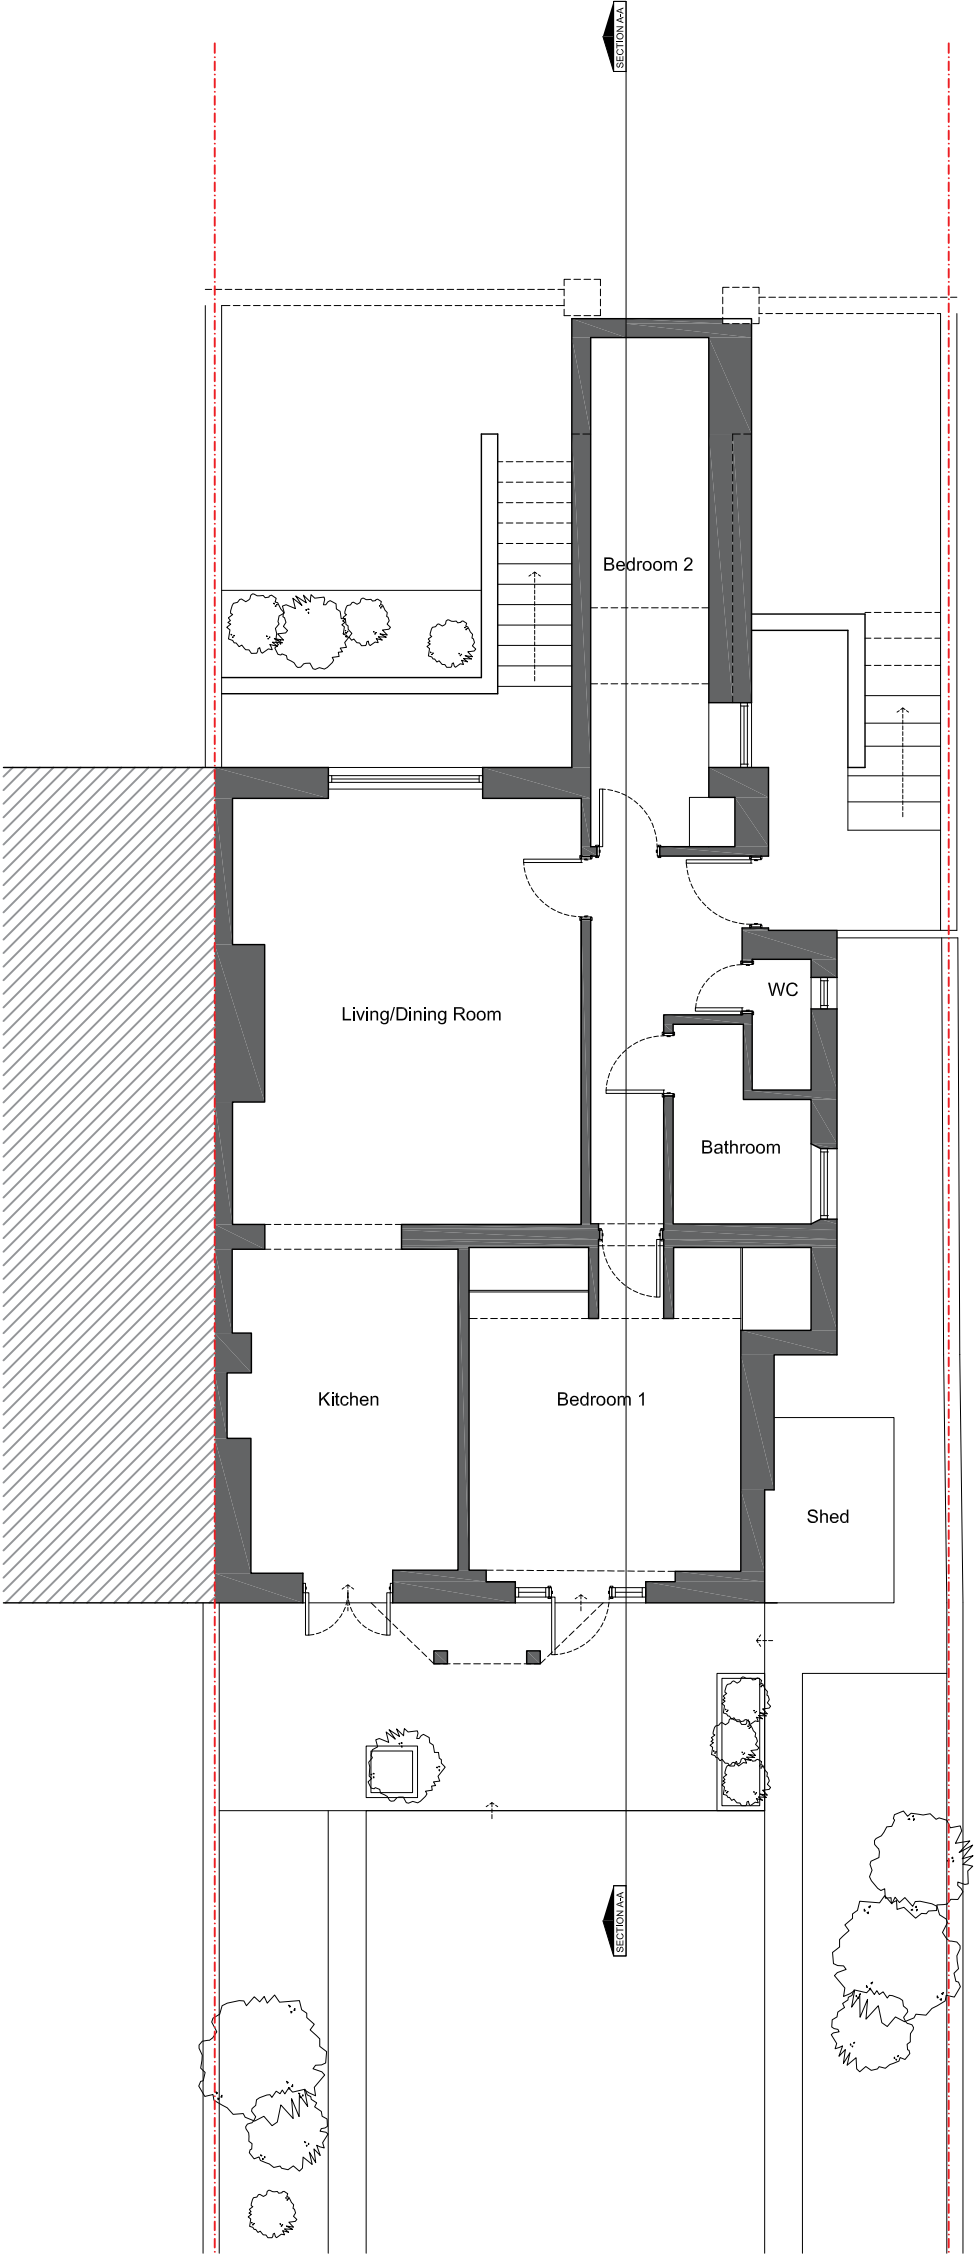 SECTION A-A
Bedroom 2
WC
Living/Dining Room
Bathroom
Kitchen
Bedroom 1
Shed
SECTION A-A